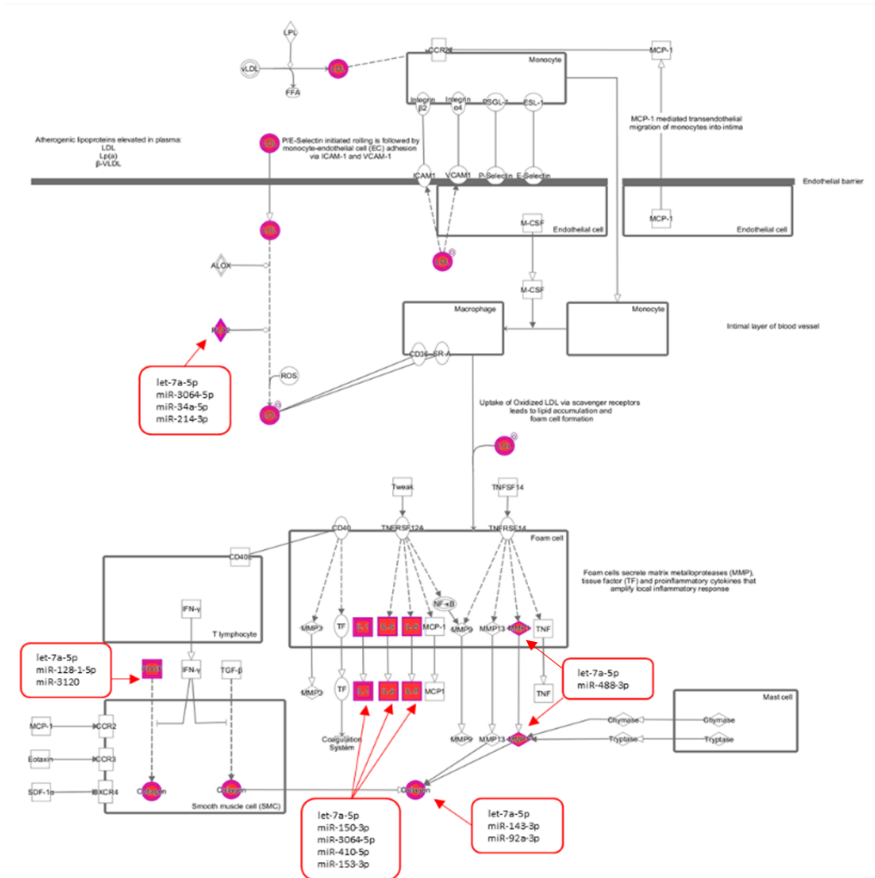 LPL
vLDL
FFA
CCR2
MCP-1
Monocyte
Integrin
β2
Integrin
α4
PSGL-1
ESL-1
MCP-1 mediated transendothelial
migration of monocytes into intima
Atherogenic lipoproteins elevated in plasma:
LDL
Lp(a)
β-VLDL
P/E-Selectin initiated rolling is followed by
monocyte-endothelial cell (EC) adhesion
via ICAM-1 and VCAM-1
ICAM1
VCAM1
P-Selectin
E-Selectin
Endothelial barrier
M-CSF
Endothelial cell
MCP-1
Endothelial cell
ALOX
M-CSF
Macrophage
Monocyte
Intimal layer of blood vessel
CD36
SR-A
ROS
let-7a-5p
miR-3064-5p
miR-34a-5p
miR-214-3p
Uptake of Oxidized LDL via scavenger receptors
leads to lipid accumulation and
foam cell formation
Tweak
TNFSF14
CD40
TNFRSF12A
TNFRSF14
Foam cell
Foam cells secrete matrix metalloproteases (MMP),
tissue factor (TF) and proinflammatory cytokines that
amplify local inflammatory response
IFN-γ
NF-κB
T lymphocyte
MMP3
TF
MCP-1
MMP9
MMP13
TNF
let-7a-5p
miR-128-1-5p
miR-3120
IFN-γ
TGF-β
let-7a-5p
miR-488-3p
MMP3
TF
MCP1
TNF
Mast cell
MCP-1
CCR2
Coagulation
System
MMP9
MMP13
Chymase
Chymase
Tryptase
Tryptase
Eotaxin
CCR3
SDF-1α
CXCR4
Collagen
Smooth muscle cell (SMC)
let-7a-5p
miR-150-3p
miR-3064-5p
miR-410-5p
miR-153-3p
let-7a-5p
miR-143-3p
miR-92a-3p